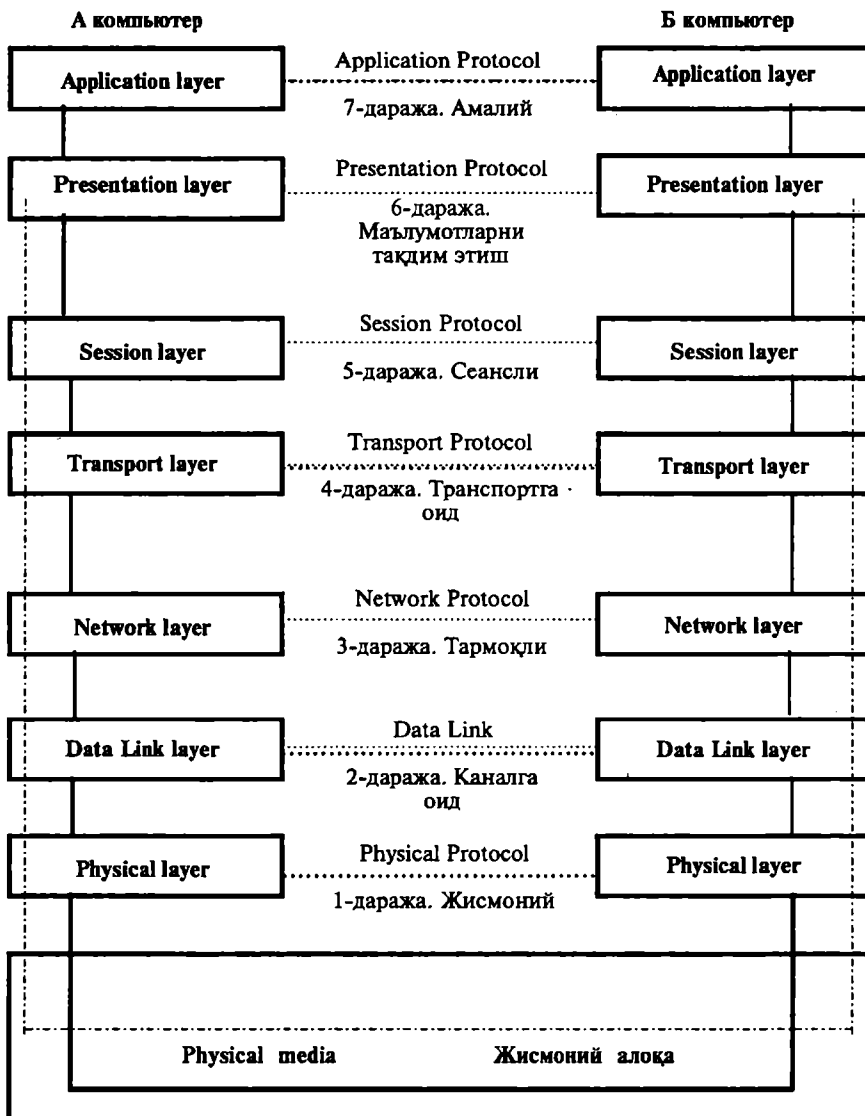 А компьютер
Б компьютер
Application layer
Application Protocol
Application layer
7-даража. Амалий
Presentation layer
Presentation Protocol
Presentation layer
6-даража.
Маълумотларни
тақдим этиш
Session layer
Session Protocol
Session layer
5-даража. Сеансли
Transport layer
Transport Protocol
Transport layer
4-даража. Транспортга
оид
Network layer
Network Protocol
Network layer
3-даража. Тармоқли
Data Link layer
Data Link
Data Link layer
2-даража. Каналга
оид
Physical layer
Physical Protocol
Physical layer
1-даража. Жисмоний
Physical media
Жисмоний алоқа